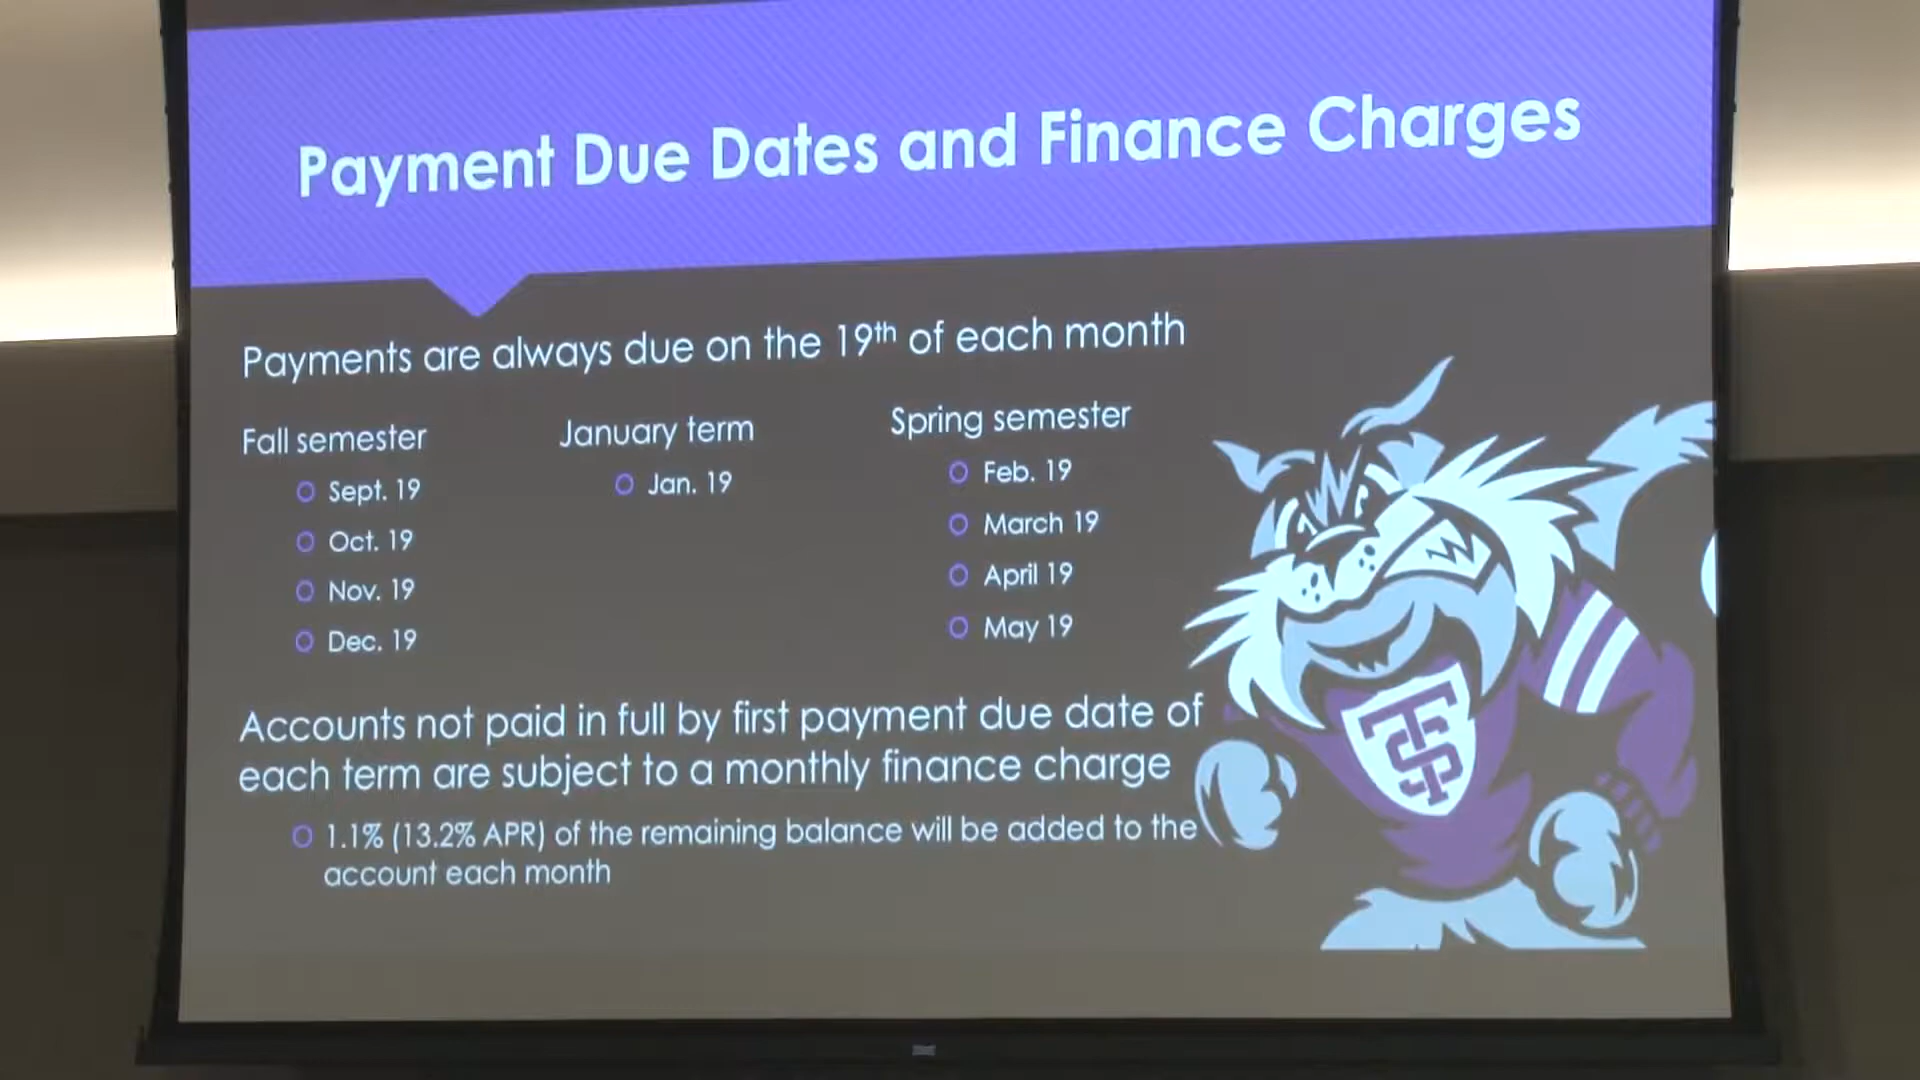 Payment Due Dates and Finance Charges
Payments are always due on the 19th of each month
Fall semester
Sept. 19
Oct. 19
Nov. 19
Dec. 19
January term
Jan. 19
Spring semester
Feb. 19
March 19
April 19
May 19
Accounts not paid in full by first payment due date of
each term are subject to a monthly finance charge
1.1% (13.2% APR) of the remaining balance will be added to the
account each month